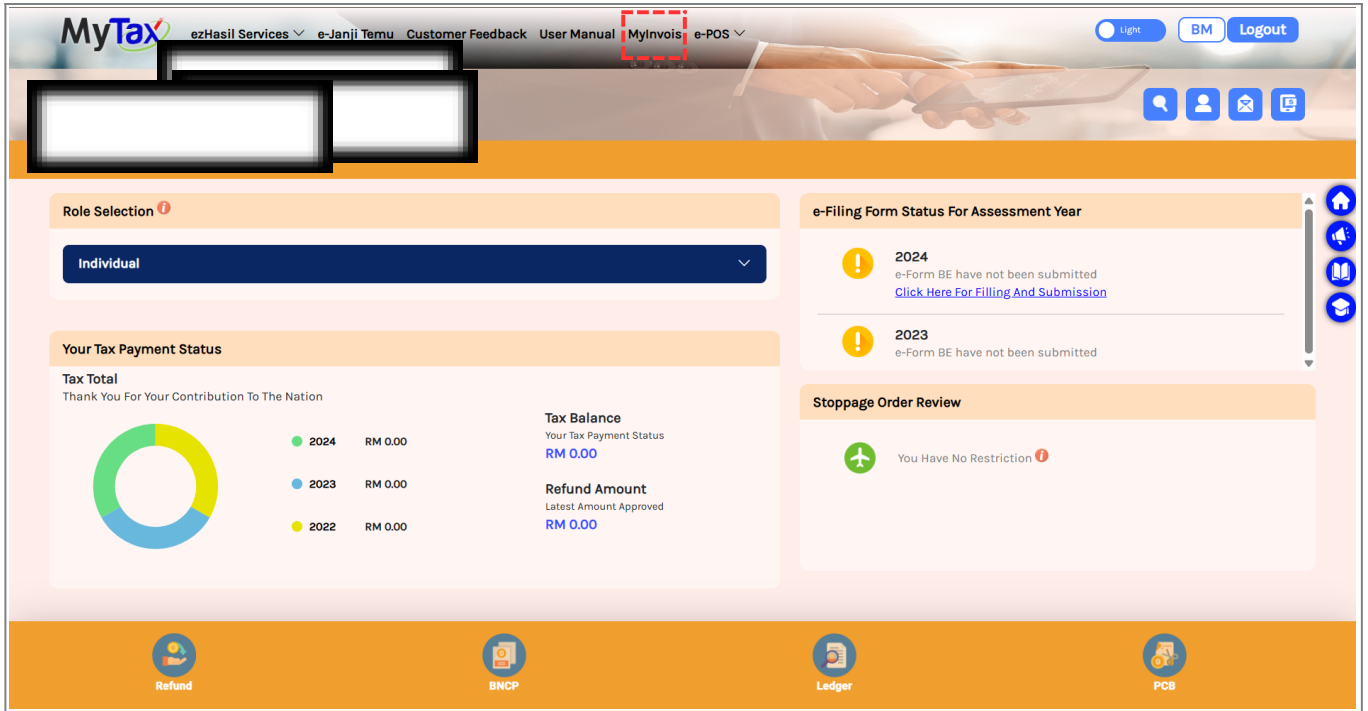 MyTax
ezHasil Services e-Janji Temu Customer Feedback User Manual MyInvois e-POS
Light BM Logout
Role Selection
Individual
Your Tax Payment Status
Tax Total
Thank You For Your Contribution To The Nation
2024 RM 0.00
2023 RM 0.00
2022 RM 0.00
Tax Balance
Your Tax Payment Status
RM 0.00
Refund Amount
Latest Amount Approved
RM 0.00
e-Filing Form Status For Assessment Year
2024
e-Form BE have not been submitted
Click Here For Filling And Submission
2023
e-Form BE have not been submitted
Stoppage Order Review
You Have No Restriction
Refund
BNCP
Ledger
PCB